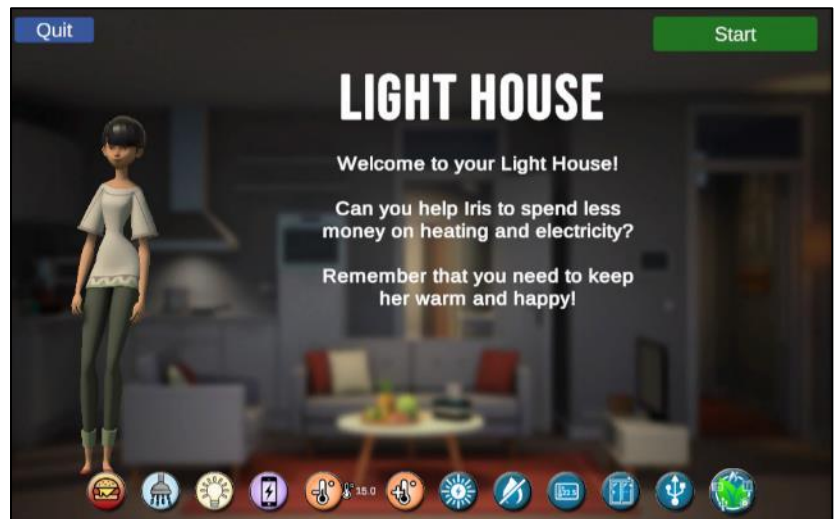 Quit
Start
LIGHT HOUSE
Welcome to your Light House!
Can you help Iris to spend less
money on heating and electricity?
Remember that you need to keep
her warm and happy!
15.0